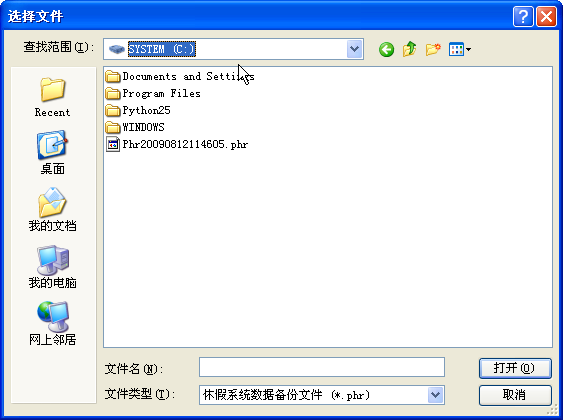 选择文件
查找范围(I):
SYSTEM (C:)
Documents and Settings
Program Files
Python25
WINDOWS
Phr20090812114605.phr
Recent
桌面
我的文档
我的电脑
网上邻居
文件名(N):
打开(O)
文件类型(T):
休假系统数据备份文件 (*.phr)
取消